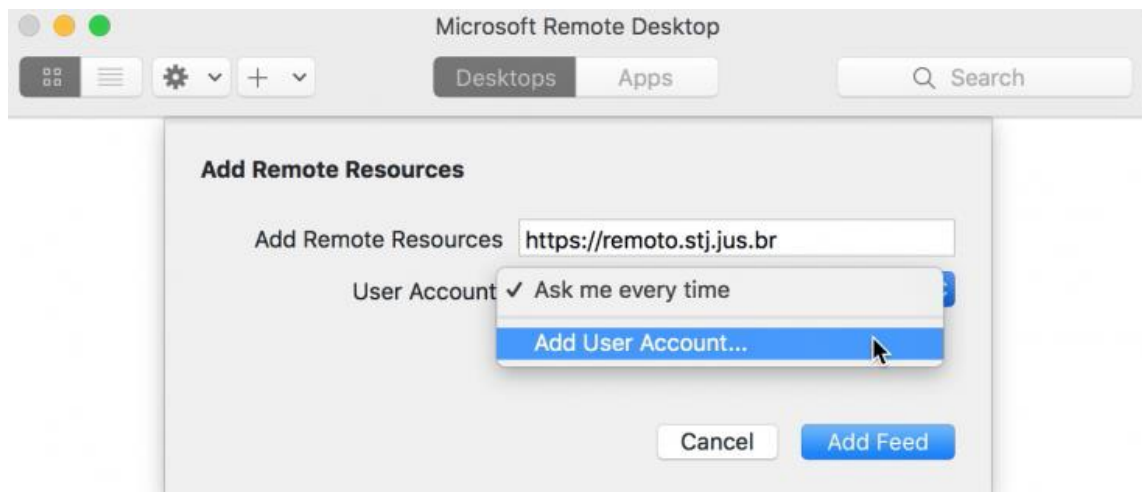 Microsoft Remote Desktop
Desktops Apps Search
Add Remote Resources
Add Remote Resources https://remoto.stj.jus.br
User Account ✓ Ask me every time
Add User Account...
Cancel Add Feed